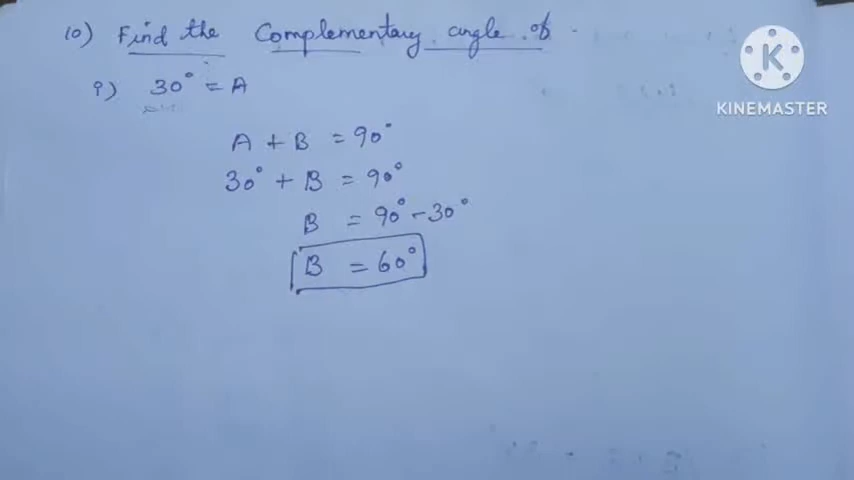 10) Find the Complementary angle of
i) 30° = A
A + B = 90°
30° + B = 90°
B = 90° - 30°
B = 60°
KINEMASTER